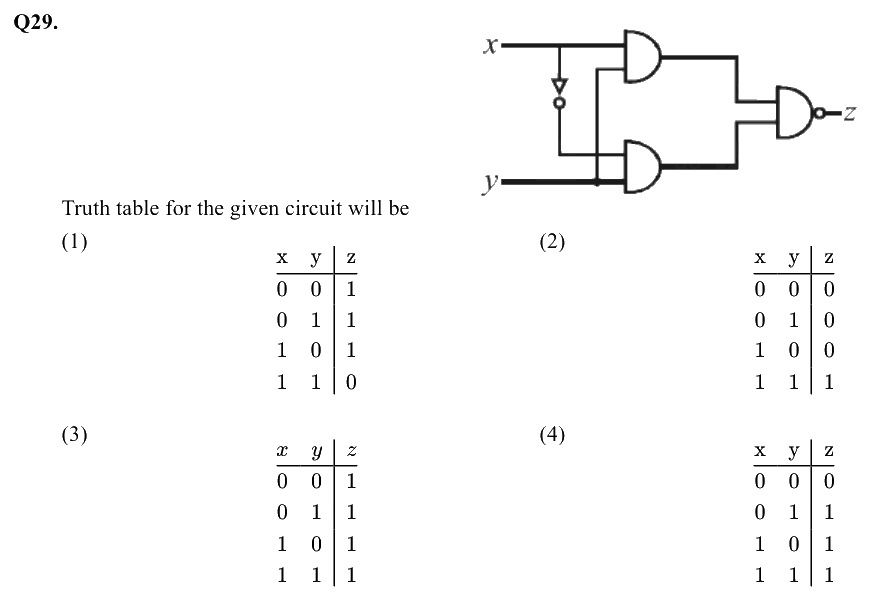 Q29.
x
y
z
Truth table for the given circuit will be
(1)
x y z
0 0 1
0 1 1
1 0 1
1 1 0
(2)
x y z
0 0 0
0 1 0
1 0 0
1 1 1
(3)
x y z
0 0 1
0 1 1
1 0 1
1 1 1
(4)
x y z
0 0 0
0 1 1
1 0 1
1 1 1